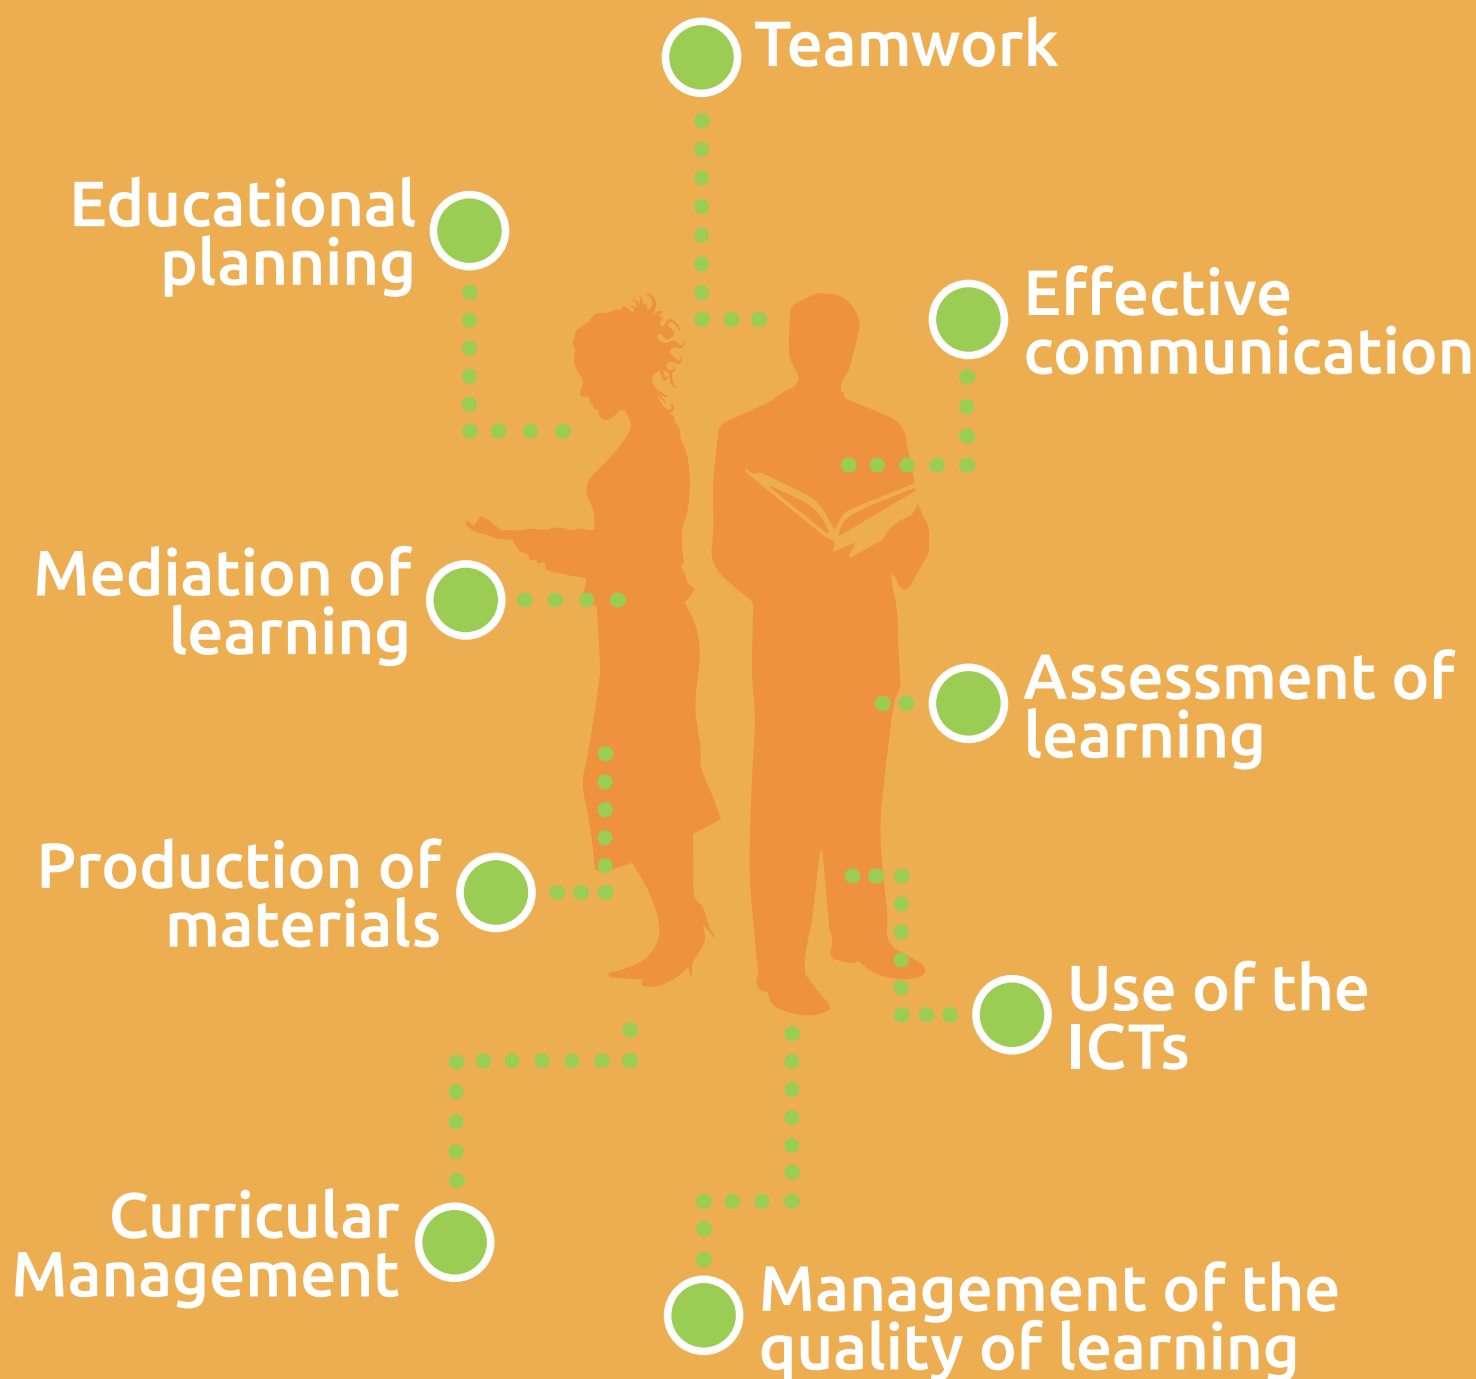 Teamwork
Educational
planning
Effective
communication
Mediation of
learning
Assessment of
learning
Production of
materials
Use of the
ICTs
Curricular
Management
Management of the
quality of learning